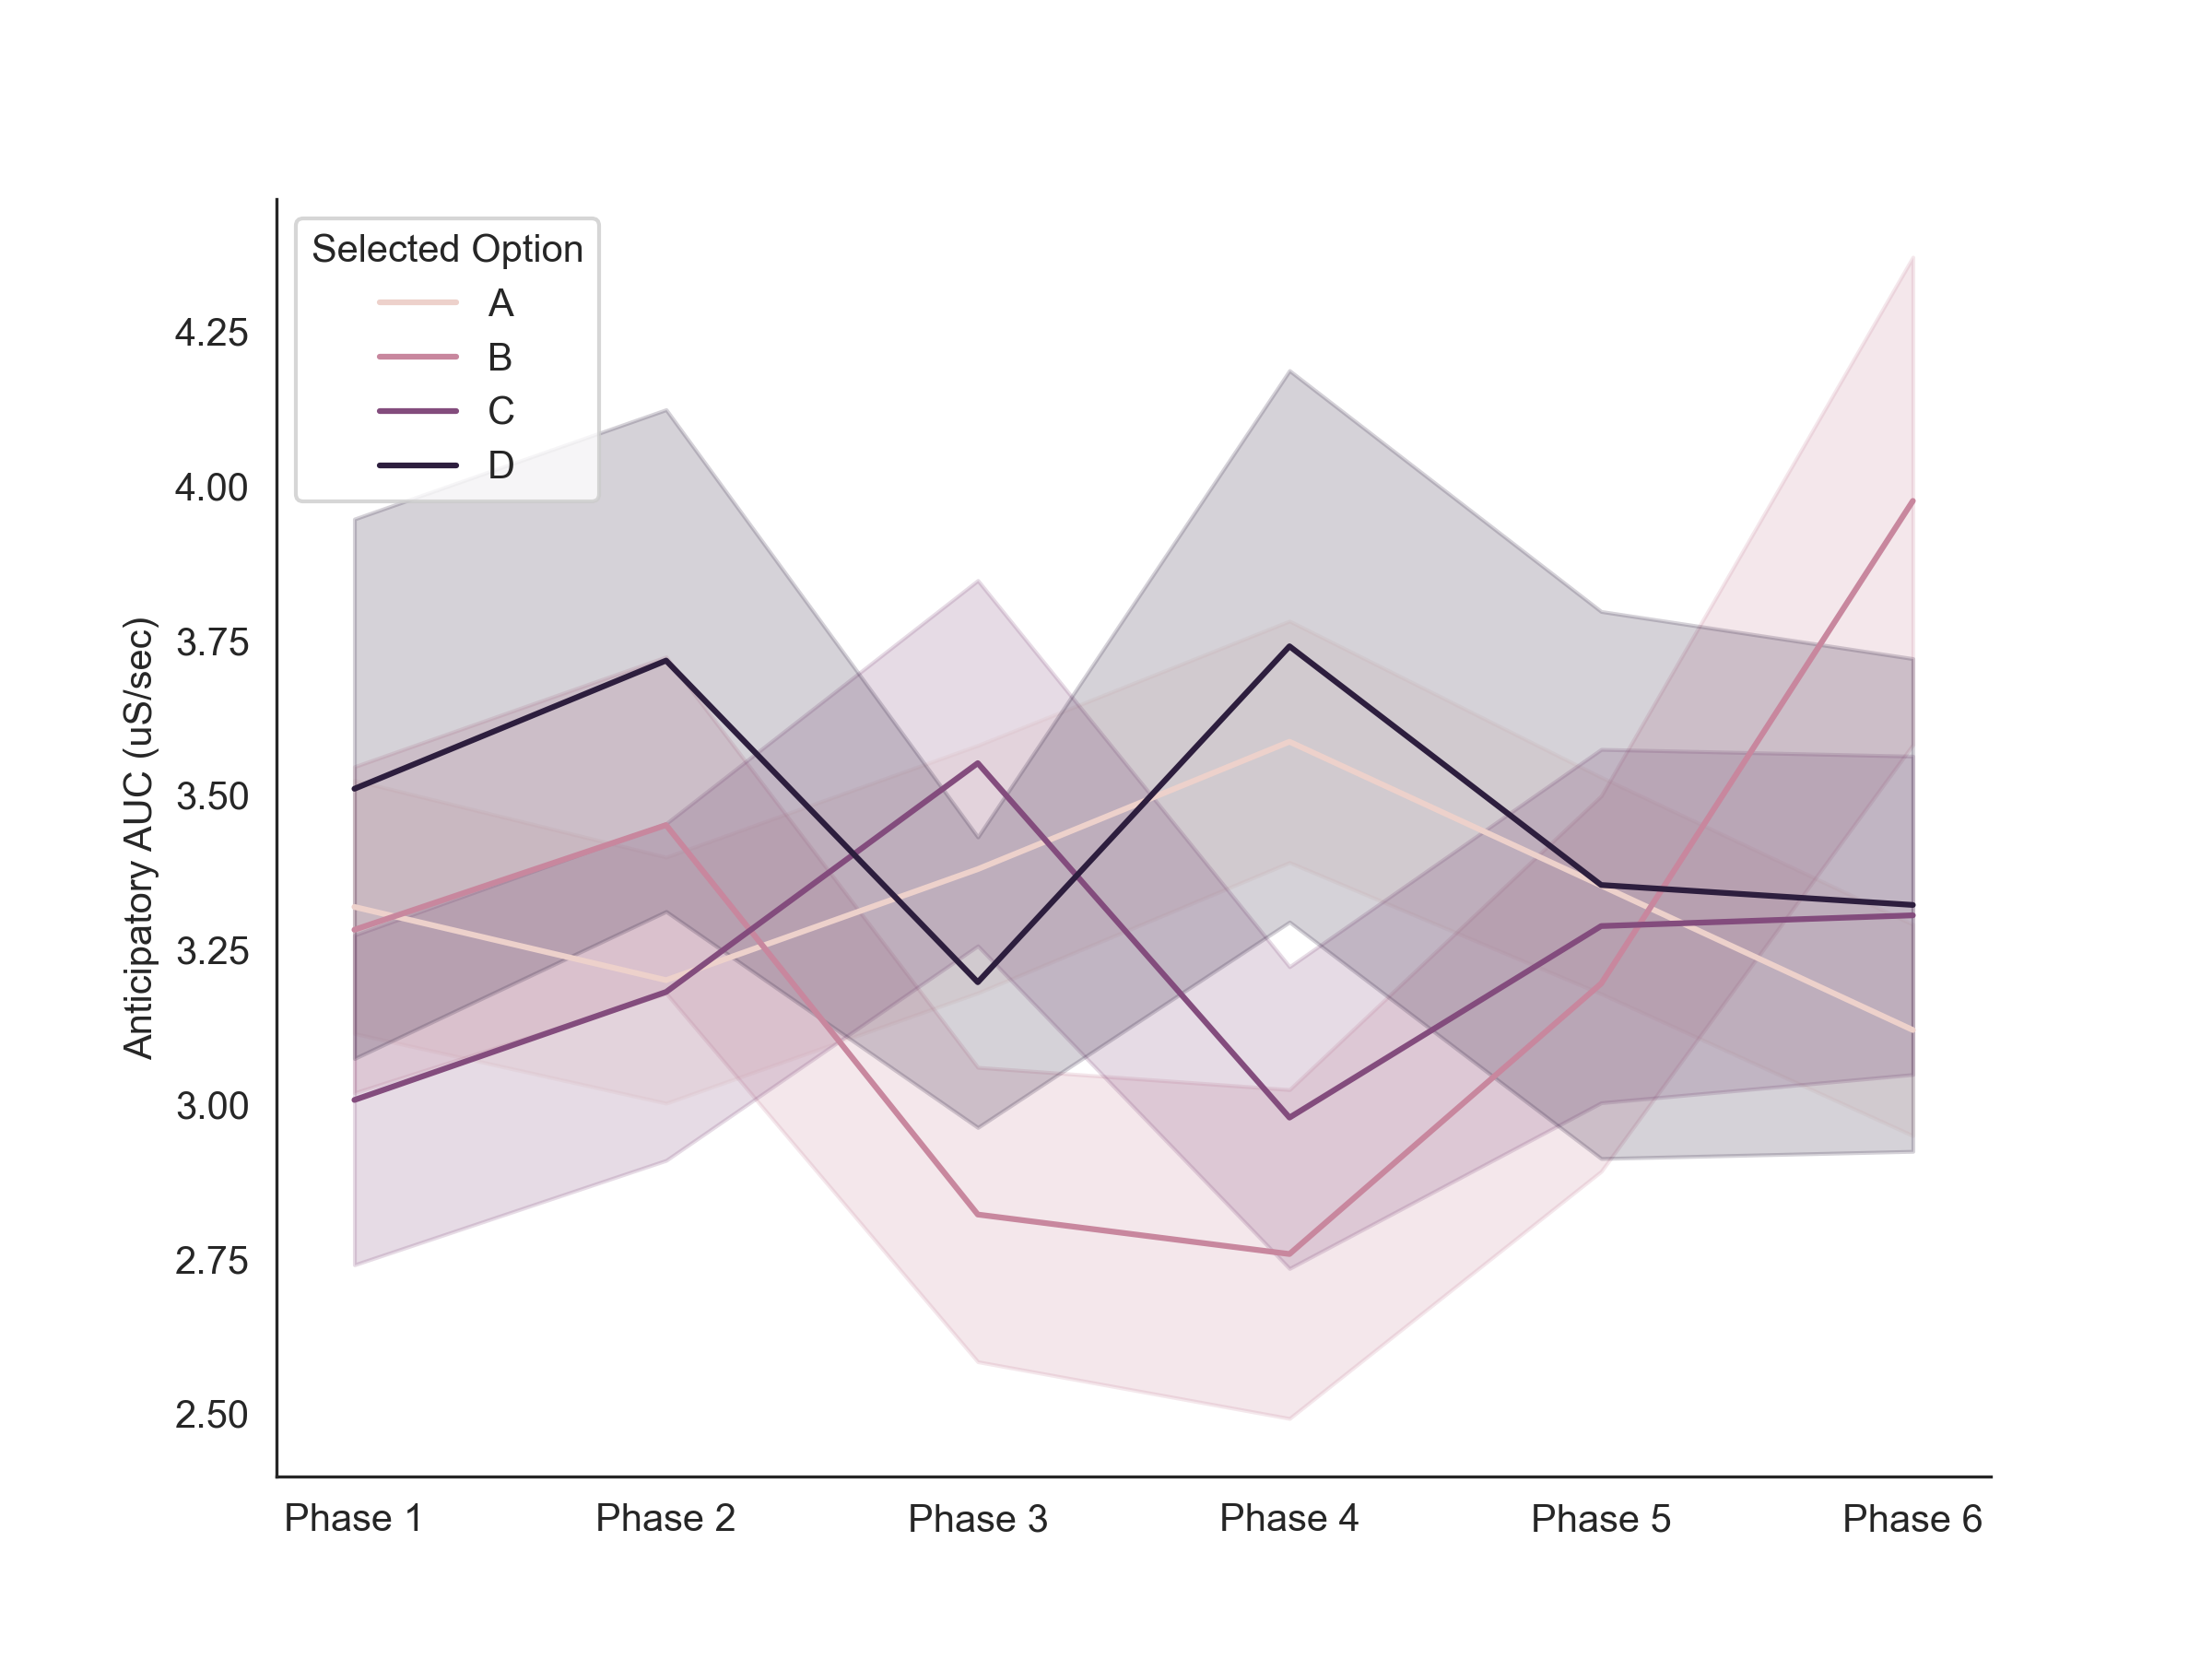 Selected Option
A
B
C
D
Anticipatory AUC (uS/sec)
4.25
4.00
3.75
3.50
3.25
3.00
2.75
2.50
Phase 1
Phase 2
Phase 3
Phase 4
Phase 5
Phase 6